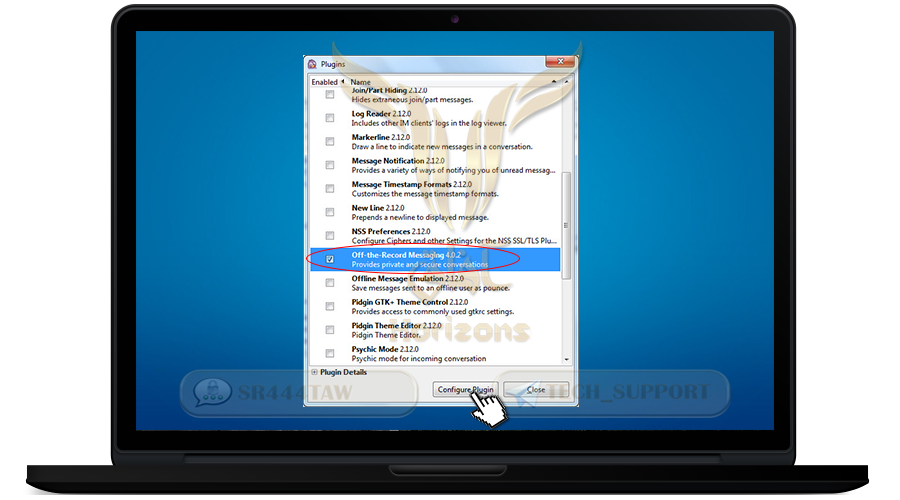 Plugins
Enabled Name
Join/Part Hiding 2.12.0
Hides extraneous join/part messages.
Log Reader 2.12.0
Includes other IM clients' logs in the log viewer.
Markerline 2.12.0
Draw a line to indicate new messages in a conversation.
Message Notification 2.12.0
Provides a variety of ways of notifying you of unread messag...
Message Timestamp Formats 2.12.0
Customizes the message timestamp formats.
New Line 2.12.0
Prepends a newline to displayed message.
NSS Preferences 2.12.0
Configure Ciphers and other Settings for the NSS SSL/TLS Plu...
Off-the-Record Messaging 4.0.2
Provides private and secure conversations
Offline Message Emulation 2.12.0
Save messages sent to an offline user as pounce.
Pidgin GTK+ Theme Control 2.12.0
Provides access to commonly used gtkrc settings.
Pidgin Theme Editor 2.12.0
Pidgin Theme Editor.
Horizons
Psychic Mode 2.12.0
Psychic mode for incoming conversation
Plugin Details
Configure Plugin Close
SR444TAW TECH_SUPPORT